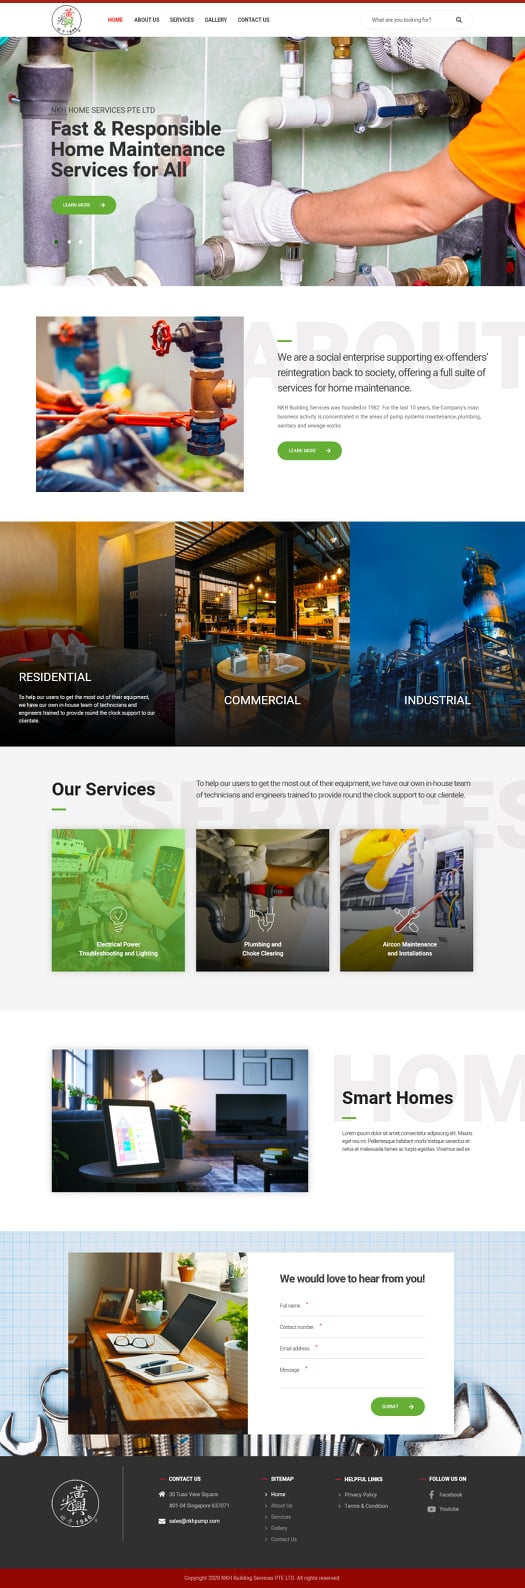 HOME ABOUT US SERVICES GALLERY CONTACT US
What are you looking for?
NKH HOME SERVICES PTE LTD
Fast & Responsible
Home Maintenance
Services for All
LEARN MORE
ABOUT
We are a social enterprise supporting ex-offenders'
reintegration back to society, offering a full suite of
services for home maintenance.
NKH Building Services was founded in 1982. For the last 10 years, the Company's main
business activity is concentrated in the areas of pump systems maintenance, plumbing,
sanitary and sewage works.
LEARN MORE
RESIDENTIAL
To help our users to get the most out of their equipment,
we have our own in-house team of technicians and
engineers trained to provide round the clock support to our
clientele.
COMMERCIAL
INDUSTRIAL
SERVICES
Our Services
To help our users to get the most out of their equipment, we have our own in-house team
of technicians and engineers trained to provide round the clock support to our clientele.
Electrical Power
Troubleshooting and Lighting
Plumbing and
Choke Clearing
Aircon Maintenance
and Installations
HOM
Smart Homes
Lorem ipsum dolor sit amet, consectetur adipiscing elit. Mauris
eget nisi mi. Pellentesque habitant morbi tristique senectus et
netus et malesuada fames ac turpis egestas. Vivamus sed ex
We would love to hear from you!
Full name *
Contact number *
Email address *
Message *
SUBMIT
黃
光興
1946
CONTACT US
30 Tuas View Square
#01-04 Singapore 637071
sales@nkhpump.com
SITEMAP
Home
About Us
Services
Gallery
Contact Us
HELPFUL LINKS
Privacy Policy
Terms & Condition
FOLLOW US ON
Facebook
Youtube
Copyright 2020 NKH Building Services PTE LTD. All rights reserved.